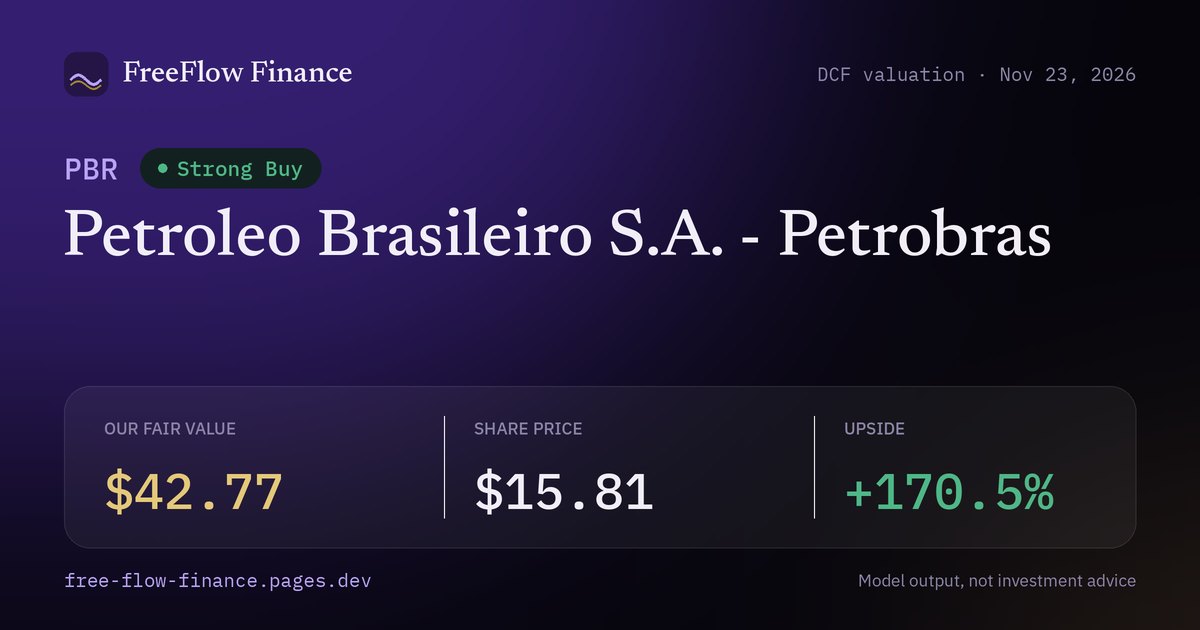 FreeFlow Finance
DCF valuation · Nov 23, 2026
PBR
Strong Buy
Petroleo Brasileiro S.A. - Petrobras
OUR FAIR VALUE
$42.77
SHARE PRICE
$15.81
UPSIDE
+170.5%
free-flow-finance.pages.dev
Model output, not investment advice